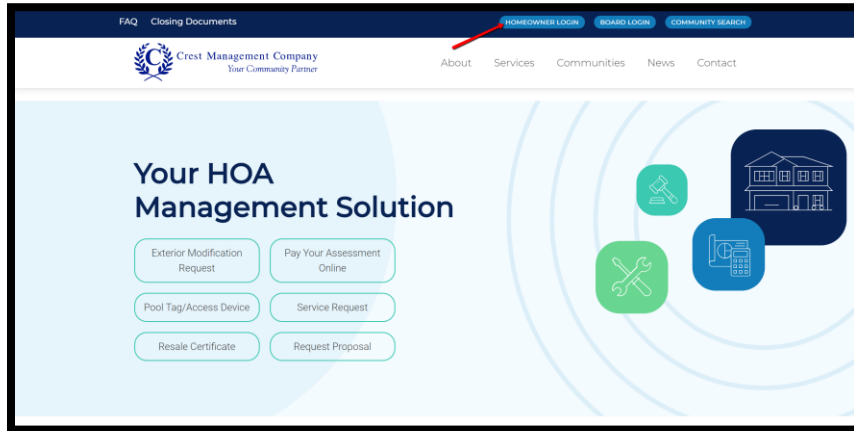 FAQ Closing Documents
HOMEOWNER LOGIN BOARD LOGIN COMMUNITY SEARCH
Crest Management Company
Your Community Partner
About Services Communities News Contact
Your HOA
Management Solution
Exterior Modification
Request
Pay Your Assessment
Online
Pool Tag/Access Device
Service Request
Resale Certificate
Request Proposal